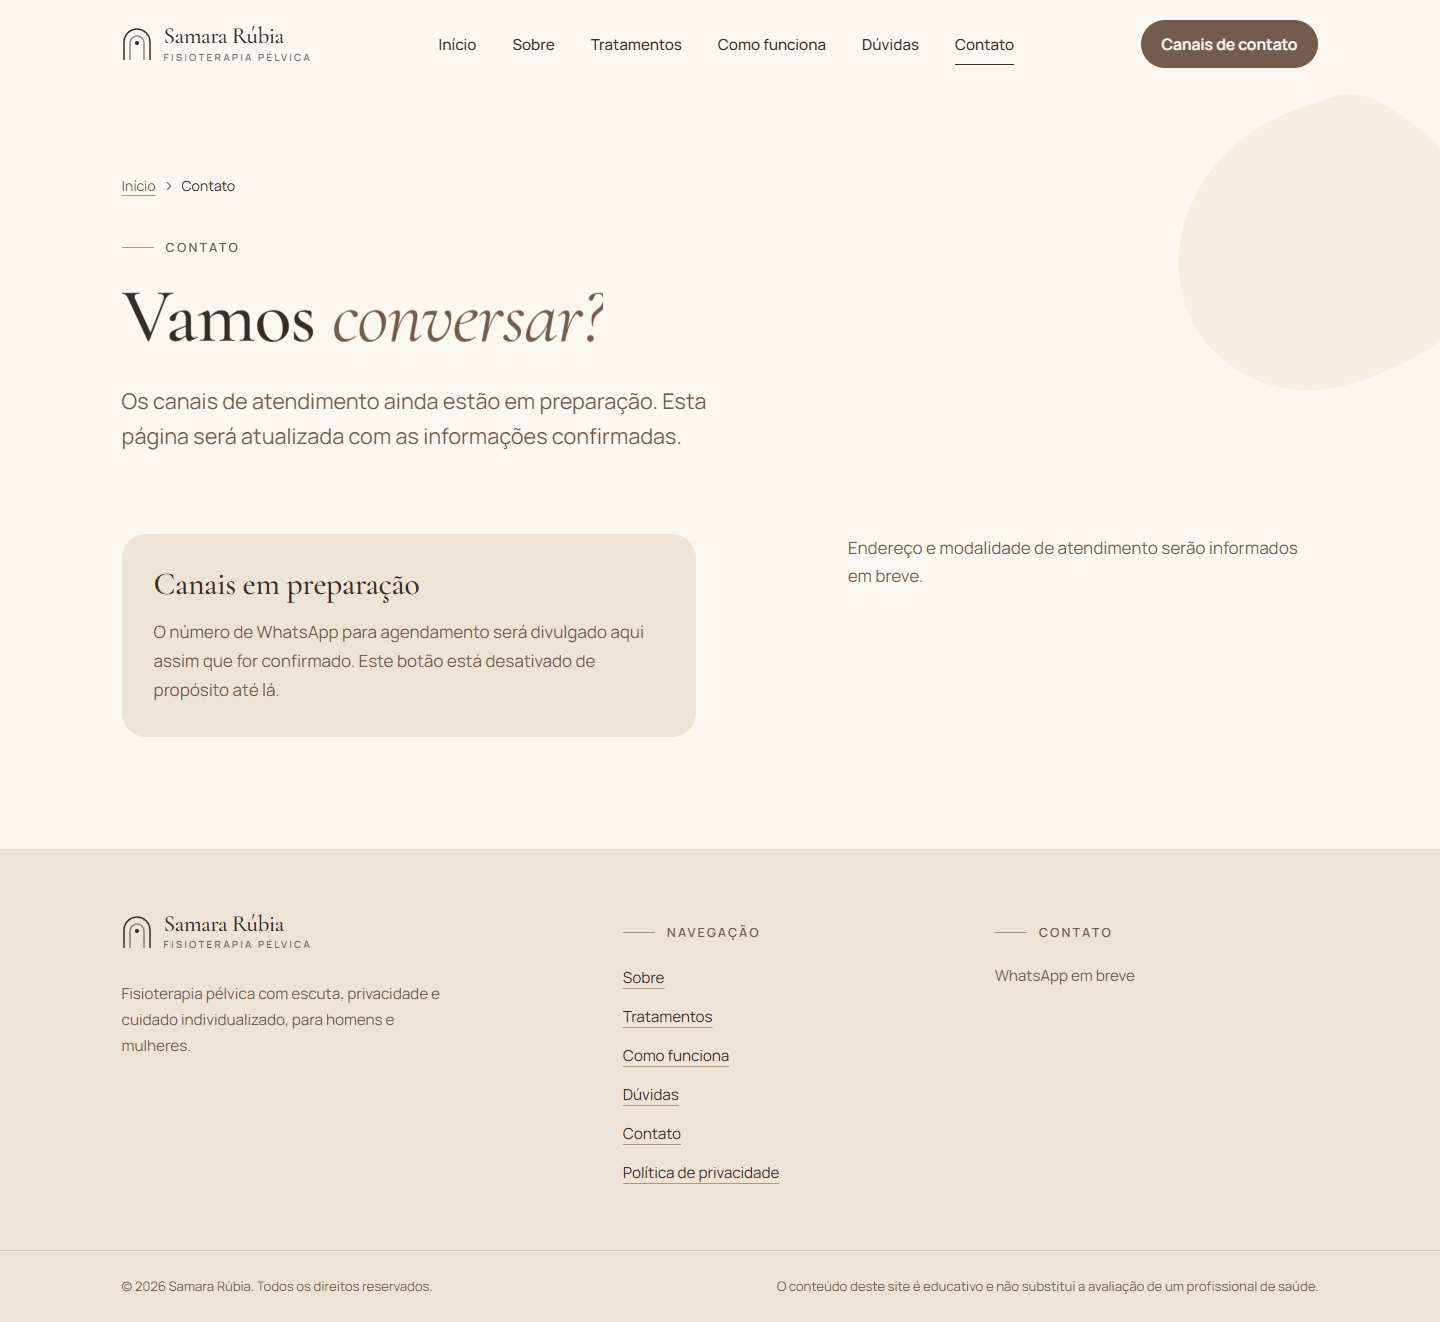 Samara Rúbia
FISIOTERAPIA PÉLVICA
Início
Sobre
Tratamentos
Como funciona
Dúvidas
Contato
Canais de contato
Início > Contato
CONTATO
Vamos conversar?
Os canais de atendimento ainda estão em preparação. Esta
página será atualizada com as informações confirmadas.
Canais em preparação
O número de WhatsApp para agendamento será divulgado aqui
assim que for confirmado. Este botão está desativado de
propósito até lá.
Endereço e modalidade de atendimento serão informados
em breve.
Samara Rúbia
FISIOTERAPIA PÉLVICA
Fisioterapia pélvica com escuta, privacidade e
cuidado individualizado, para homens e
mulheres.
NAVEGAÇÃO
Sobre
Tratamentos
Como funciona
Dúvidas
Contato
Política de privacidade
CONTATO
WhatsApp em breve
© 2026 Samara Rúbia. Todos os direitos reservados.
O conteúdo deste site é educativo e não substitui a avaliação de um profissional de saúde.